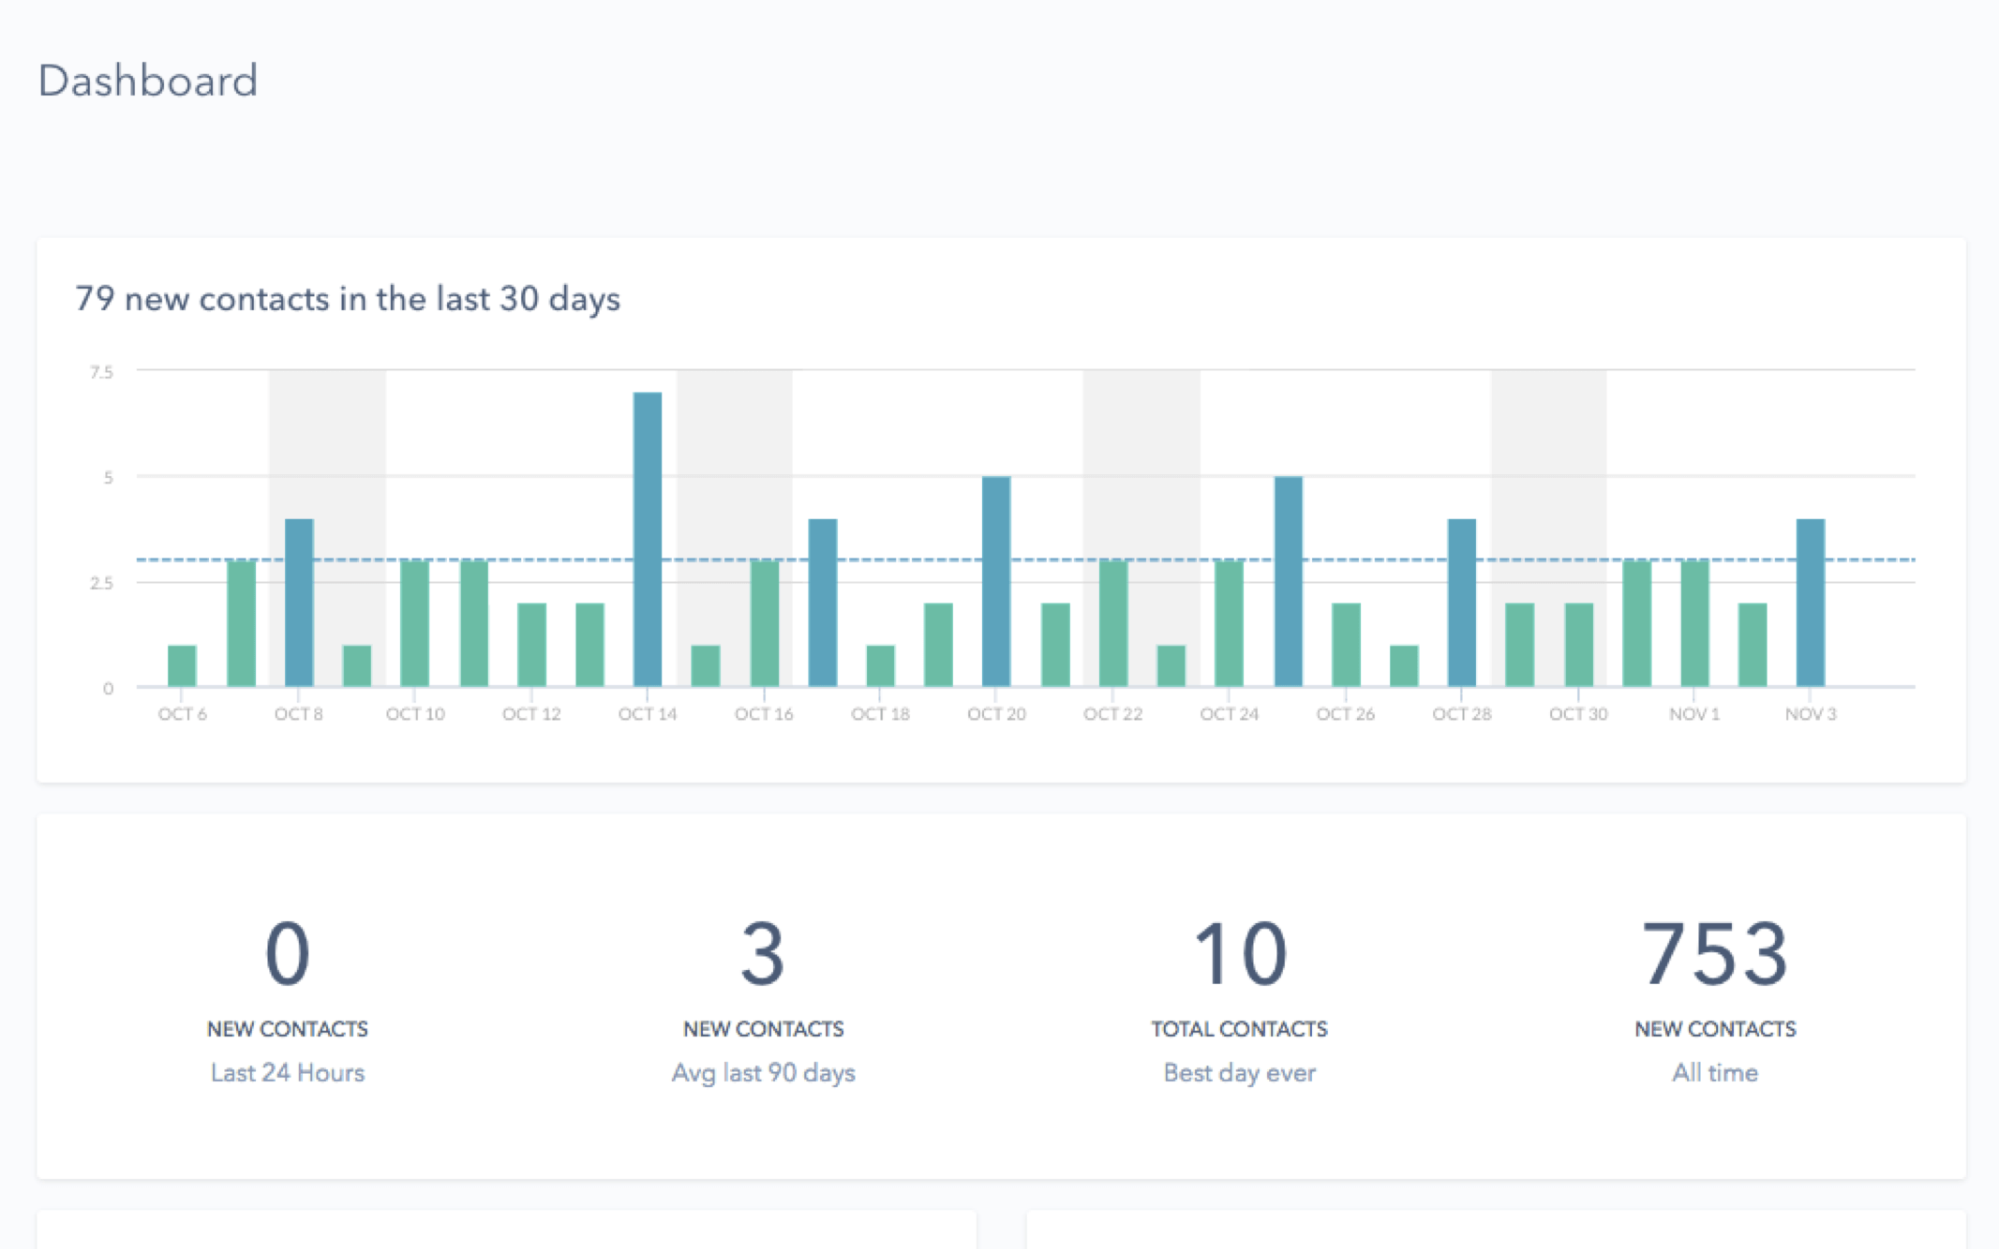 Dashboard
79 new contacts in the last 30 days
7.5
5
2.5
0
OCT 6 OCT 8 OCT 10 OCT 12 OCT 14 OCT 16 OCT 18 OCT 20 OCT 22 OCT 24 OCT 26 OCT 28 OCT 30 NOV 1 NOV 3
0 3 10 753
NEW CONTACTS NEW CONTACTS TOTAL CONTACTS NEW CONTACTS
Last 24 Hours Avg last 90 days Best day ever All time